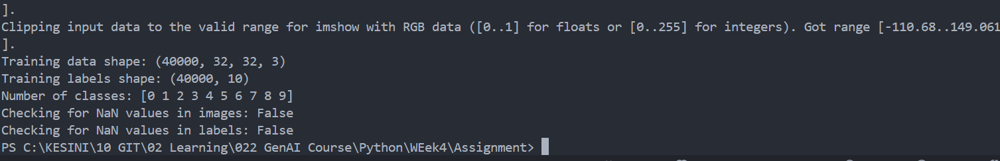 ].
Clipping input data to the valid range for imshow with RGB data ([0..1] for floats or [0..255] for integers). Got range [-110.68..149.061
].
Training data shape: (40000, 32, 32, 3)
Training labels shape: (40000, 10)
Number of classes: [0 1 2 3 4 5 6 7 8 9]
Checking for NaN values in images: False
Checking for NaN values in labels: False
PS C:\KESINI\10 GIT\02 Learning\022 GenAI Course\Python\WEek4\Assignment>